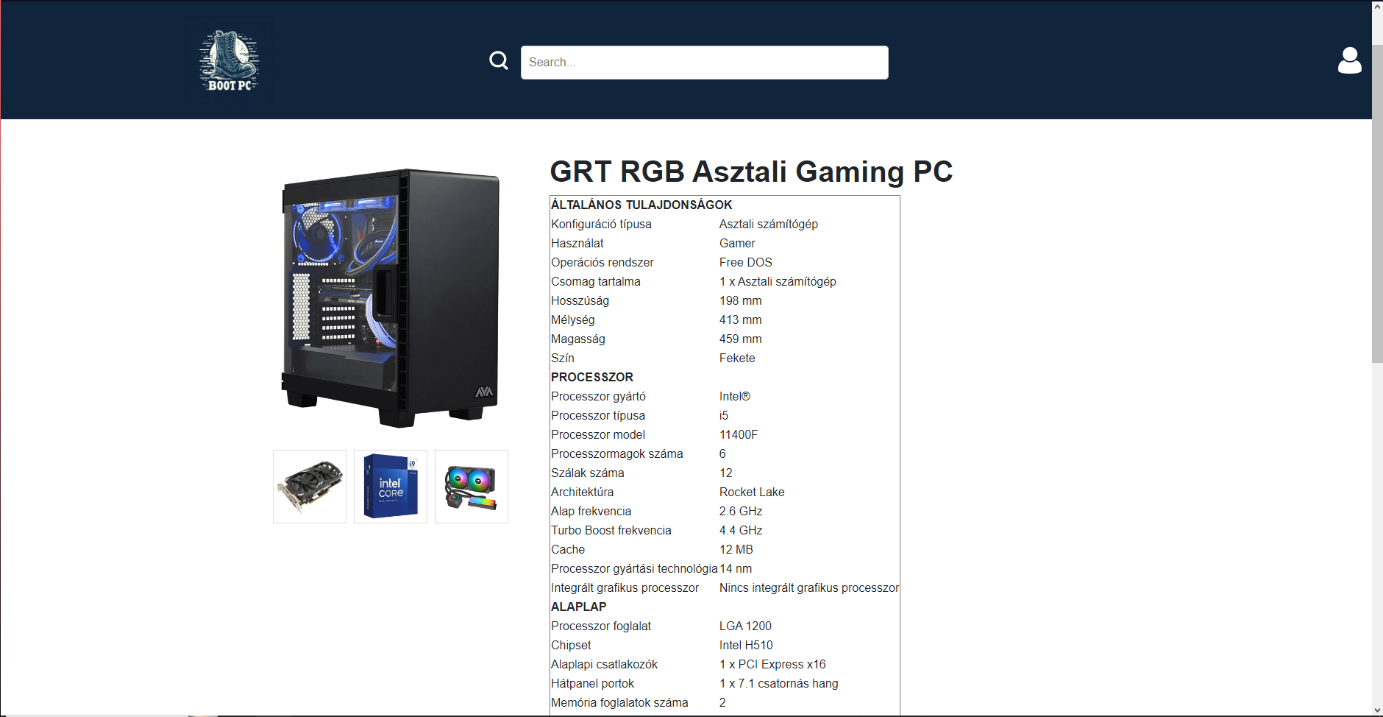 BOOT PC
Search...
GRT RGB Asztali Gaming PC
ÁLTALÁNOS TULAJDONSÁGOK
Konfiguráció típusa Asztali számítógép
Használat Gamer
Operációs rendszer Free DOS
Csomag tartalma 1 x Asztali számítógép
Hosszúság 198 mm
Mélység 413 mm
Magasság 459 mm
Szín Fekete
PROCESSZOR
Processzor gyártó Intel®
Processzor típusa i5
Processzor model 11400F
Processzormagok száma 6
Szálak száma 12
Architektúra Rocket Lake
Alap frekvencia 2.6 GHz
Turbo Boost frekvencia 4.4 GHz
Cache 12 MB
Processzor gyártási technológia 14 nm
Integrált grafikus processzor Nincs integrált grafikus processzor
ALAPLAP
Processzor foglalat LGA 1200
Chipset Intel H510
Alaplapi csatlakozók 1 x PCI Express x16
Hátpanel portok 1 x 7.1 csatornás hang
Memória foglalatok száma 2
AVA
i9
intel
CORE